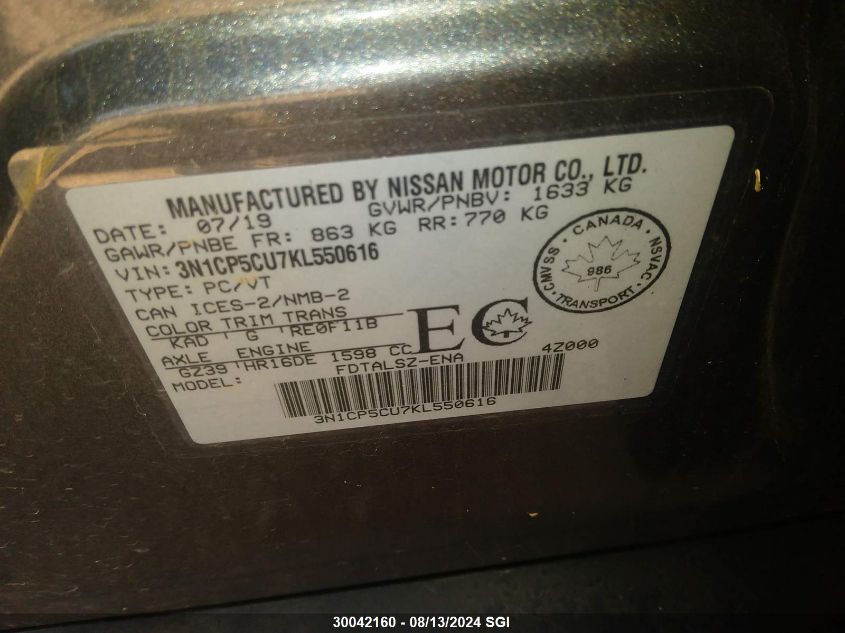 MANUFACTURED BY NISSAN MOTOR CO., LTD.
DATE: 07/19 GVWR/PNBV: 1633 KG
GAWR/PNBE FR: 863 KG RR: 770 KG
VIN: 3N1CP5CU7KL550616
TYPE: PC/VT
CAN ICES-2/NMB-2
COLOR TRIM TRANS
KAD G RE0F11B
AXLE ENGINE
GZ39 HR16DE 1598 CC
MODEL: FDTALSZ-ENA 4Z000
EC
CANADA
CMVSS
986
NSVAC
TRANSPORT
3N1CP5CU7KL550616
30042160 - 08/13/2024 SGI